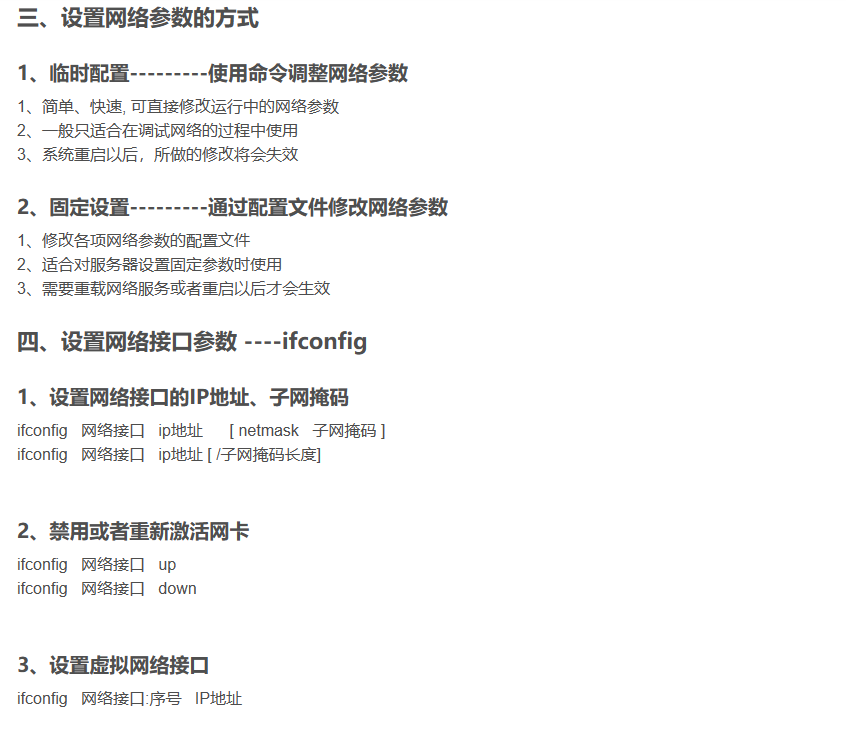 三、设置网络参数的方式
1、临时配置---------使用命令调整网络参数
1、简单、快速, 可直接修改运行中的网络参数
2、一般只适合在调试网络的过程中使用
3、系统重启以后，所做的修改将会失效
2、固定设置---------通过配置文件修改网络参数
1、修改各项网络参数的配置文件
2、适合对服务器设置固定参数时使用
3、需要重载网络服务或者重启以后才会生效
四、设置网络接口参数 ----ifconfig
1、设置网络接口的IP地址、子网掩码
ifconfig   网络接口   ip地址      [ netmask   子网掩码 ]
ifconfig   网络接口   ip地址 [ /子网掩码长度]
2、禁用或者重新激活网卡
ifconfig   网络接口   up
ifconfig   网络接口   down
3、设置虚拟网络接口
ifconfig   网络接口:序号   IP地址